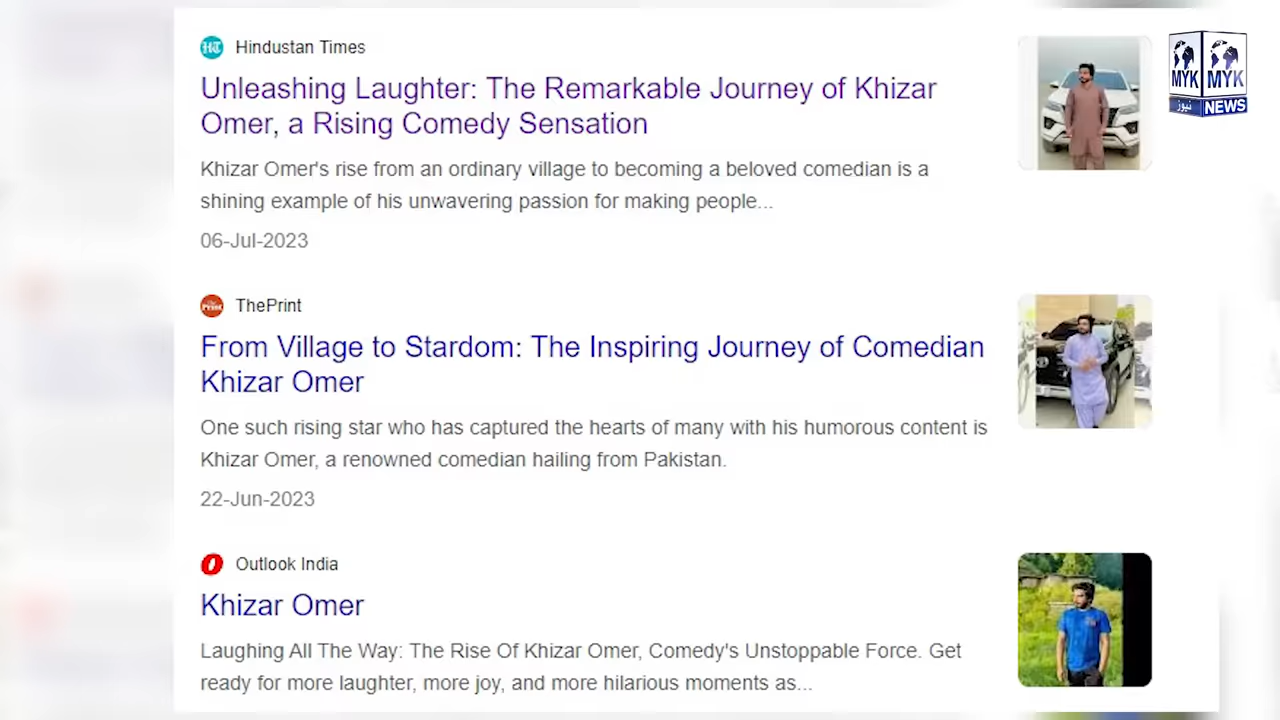 Hindustan Times
Unleashing Laughter: The Remarkable Journey of Khizar
Omer, a Rising Comedy Sensation
Khizar Omer's rise from an ordinary village to becoming a beloved comedian is a
shining example of his unwavering passion for making people...
06-Jul-2023
MYK MYK
نیوز NEWS
ThePrint
From Village to Stardom: The Inspiring Journey of Comedian
Khizar Omer
One such rising star who has captured the hearts of many with his humorous content is
Khizar Omer, a renowned comedian hailing from Pakistan.
22-Jun-2023
Outlook India
Khizar Omer
Laughing All The Way: The Rise Of Khizar Omer, Comedy's Unstoppable Force. Get
ready for more laughter, more joy, and more hilarious moments as...